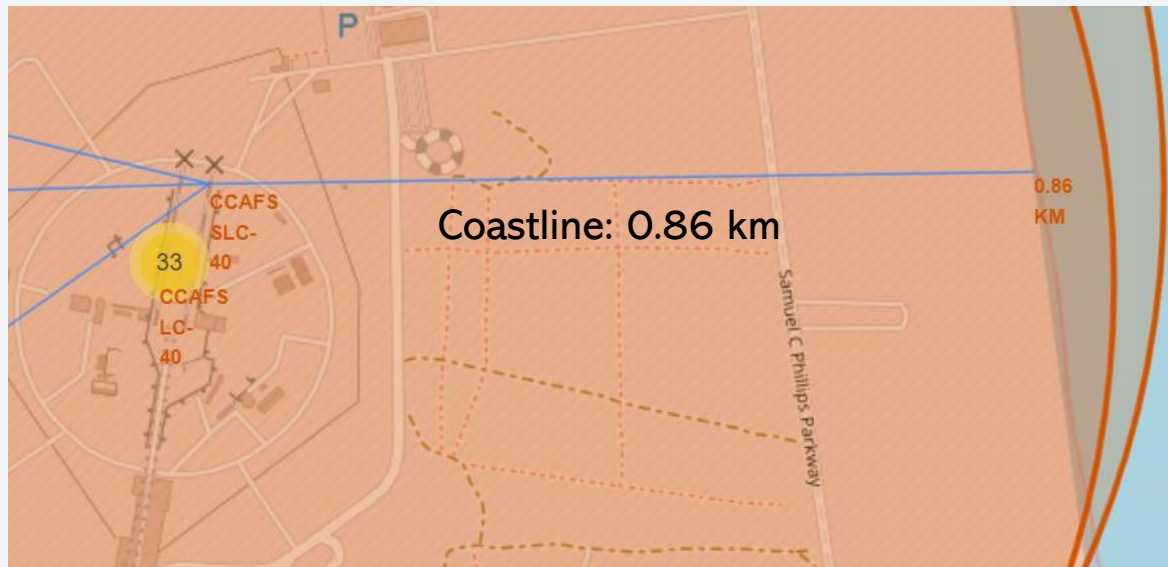 P
CCAFS
SLC-
40
33
CCAFS
LC-
40
Coastline: 0.86 km
0.86
KM
Samuel C Phillips Parkway